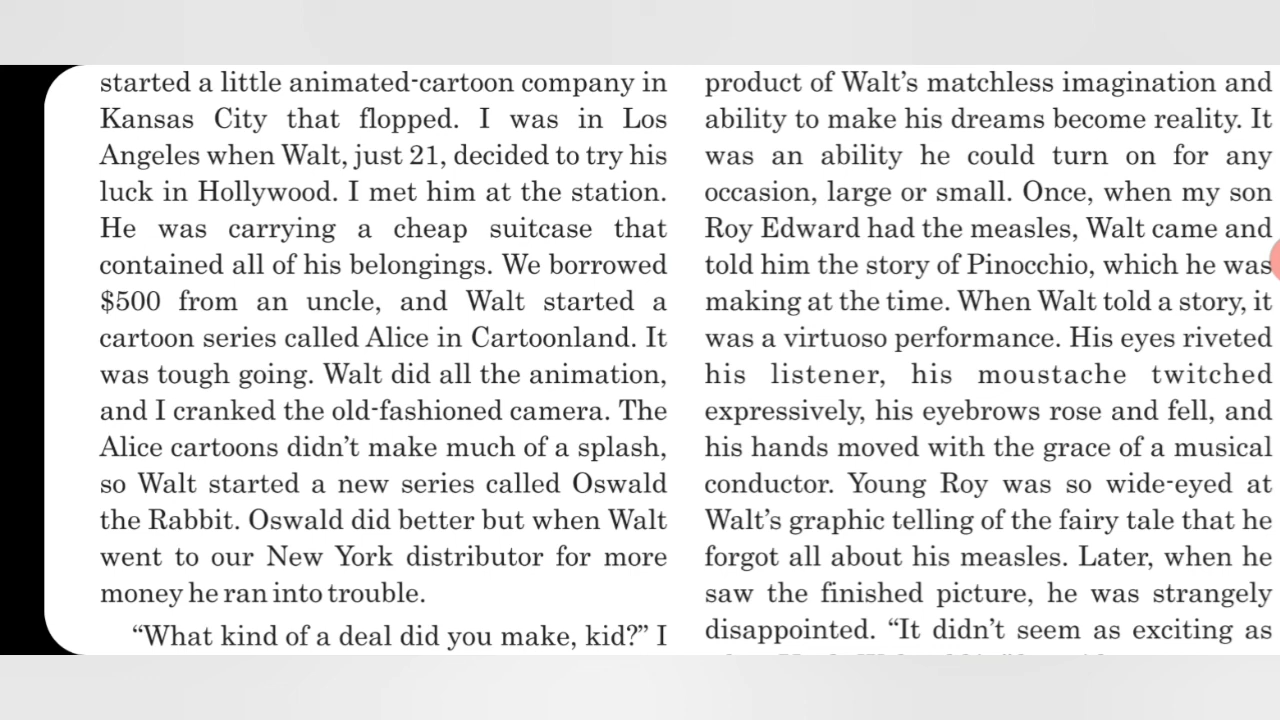 started a little animated-cartoon company in
Kansas City that flopped. I was in Los
Angeles when Walt, just 21, decided to try his
luck in Hollywood. I met him at the station.
He was carrying a cheap suitcase that
contained all of his belongings. We borrowed
$500 from an uncle, and Walt started a
cartoon series called Alice in Cartoonland. It
was tough going. Walt did all the animation,
and I cranked the old-fashioned camera. The
Alice cartoons didn’t make much of a splash,
so Walt started a new series called Oswald
the Rabbit. Oswald did better but when Walt
went to our New York distributor for more
money he ran into trouble.
“What kind of a deal did you make, kid?” I
product of Walt’s matchless imagination and
ability to make his dreams become reality. It
was an ability he could turn on for any
occasion, large or small. Once, when my son
Roy Edward had the measles, Walt came and
told him the story of Pinocchio, which he was
making at the time. When Walt told a story, it
was a virtuoso performance. His eyes riveted
his listener, his moustache twitched
expressively, his eyebrows rose and fell, and
his hands moved with the grace of a musical
conductor. Young Roy was so wide-eyed at
Walt’s graphic telling of the fairy tale that he
forgot all about his measles. Later, when he
saw the finished picture, he was strangely
disappointed. “It didn’t seem as exciting as